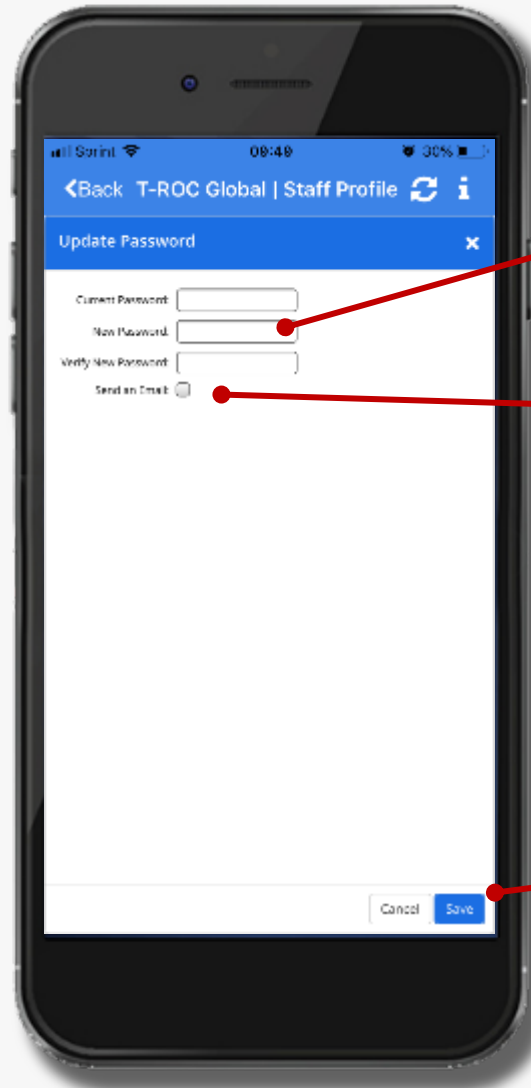 Sprint 09:49 30%
Back T-ROC Global | Staff Profile i
Update Password ×
Current Password:
New Password:
Verify New Password:
Send an Email:
Cancel Save